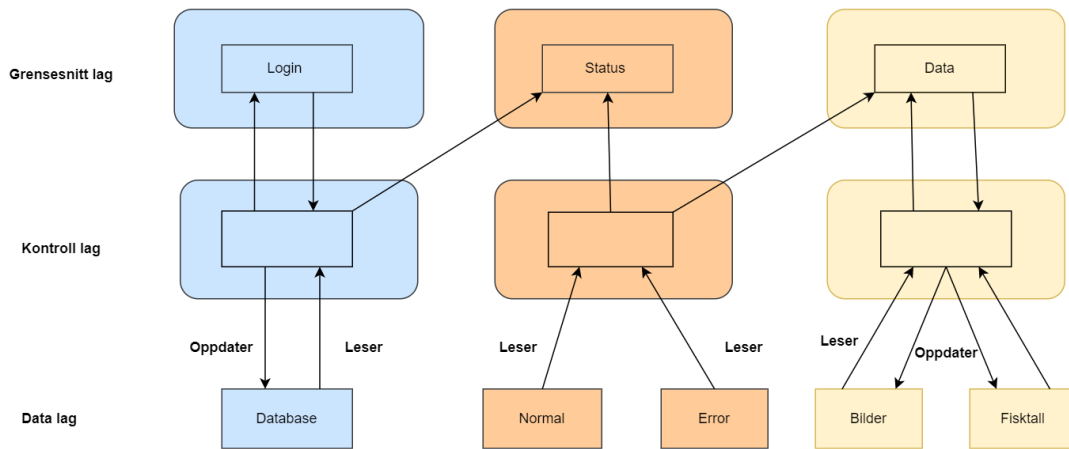 Grensesnitt lag
Login
Status
Data
Kontroll lag
Oppdater
Leser
Leser
Leser
Leser
Oppdater
Data lag
Database
Normal
Error
Bilder
Fisktall